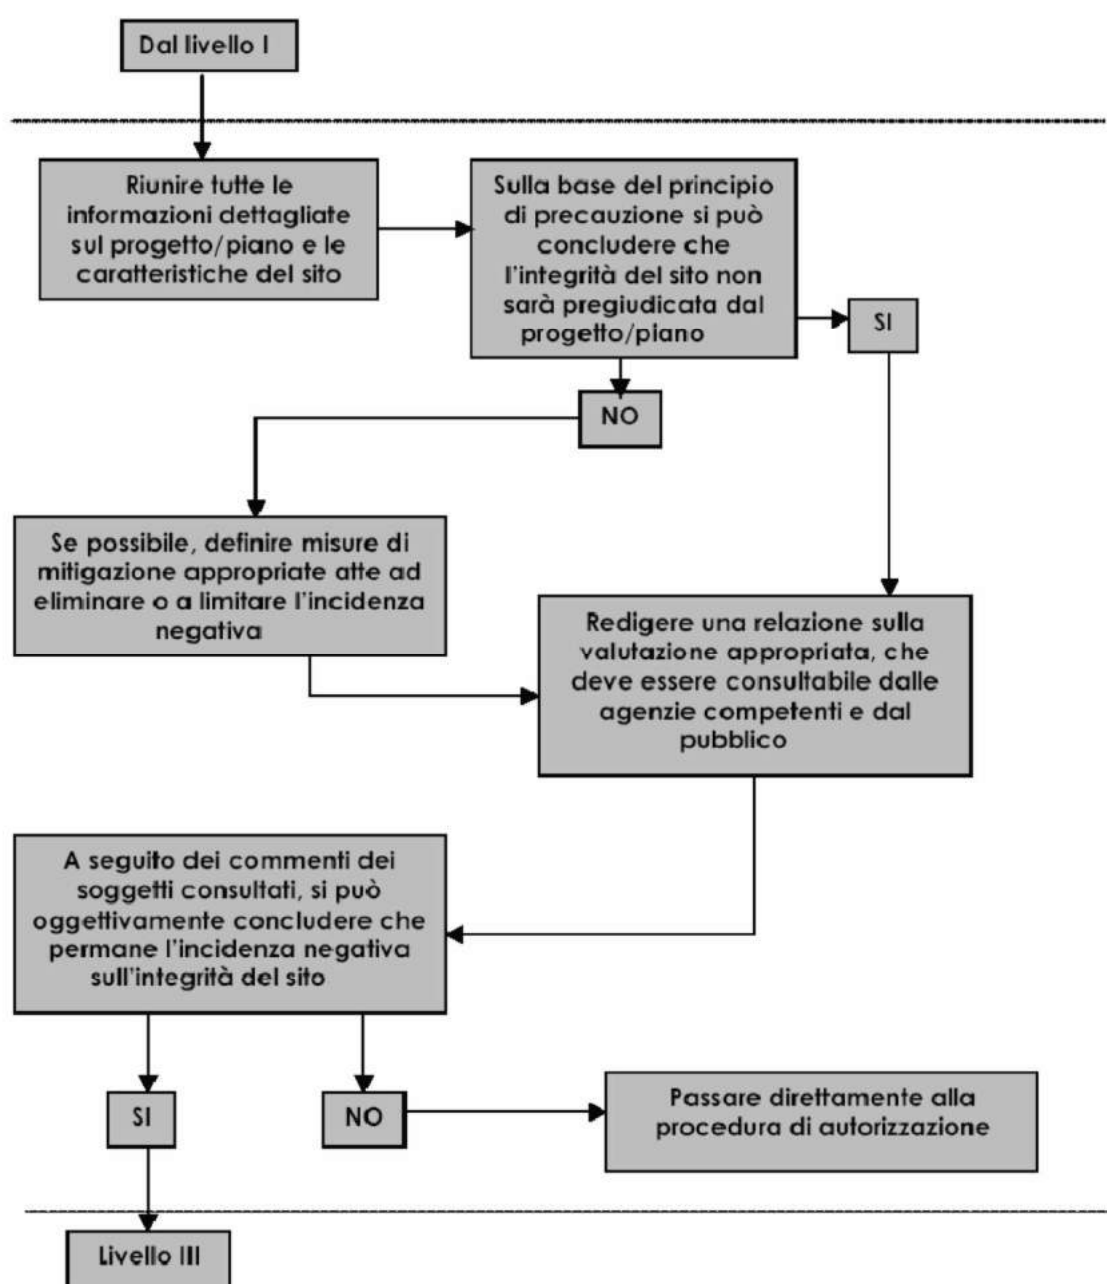 Dal livello I
Riunire tutte le
informazioni dettagliate
sul progetto/piano e le
caratteristiche del sito
Sulla base del principio
di precauzione si può
concludere che
l'integrità del sito non
sarà pregiudicata dal
progetto/piano
SI
NO
Se possibile, definire misure di
mitigazione appropriate atte ad
eliminare o a limitare l'incidenza
negativa
Redigere una relazione sulla
valutazione appropriata, che
deve essere consultabile dalle
agenzie competenti e dal
pubblico
A seguito dei commenti dei
soggetti consultati, si può
oggettivamente concludere che
permane l'incidenza negativa
sull'integrità del sito
SI
NO
Passare direttamente alla
procedura di autorizzazione
Livello III